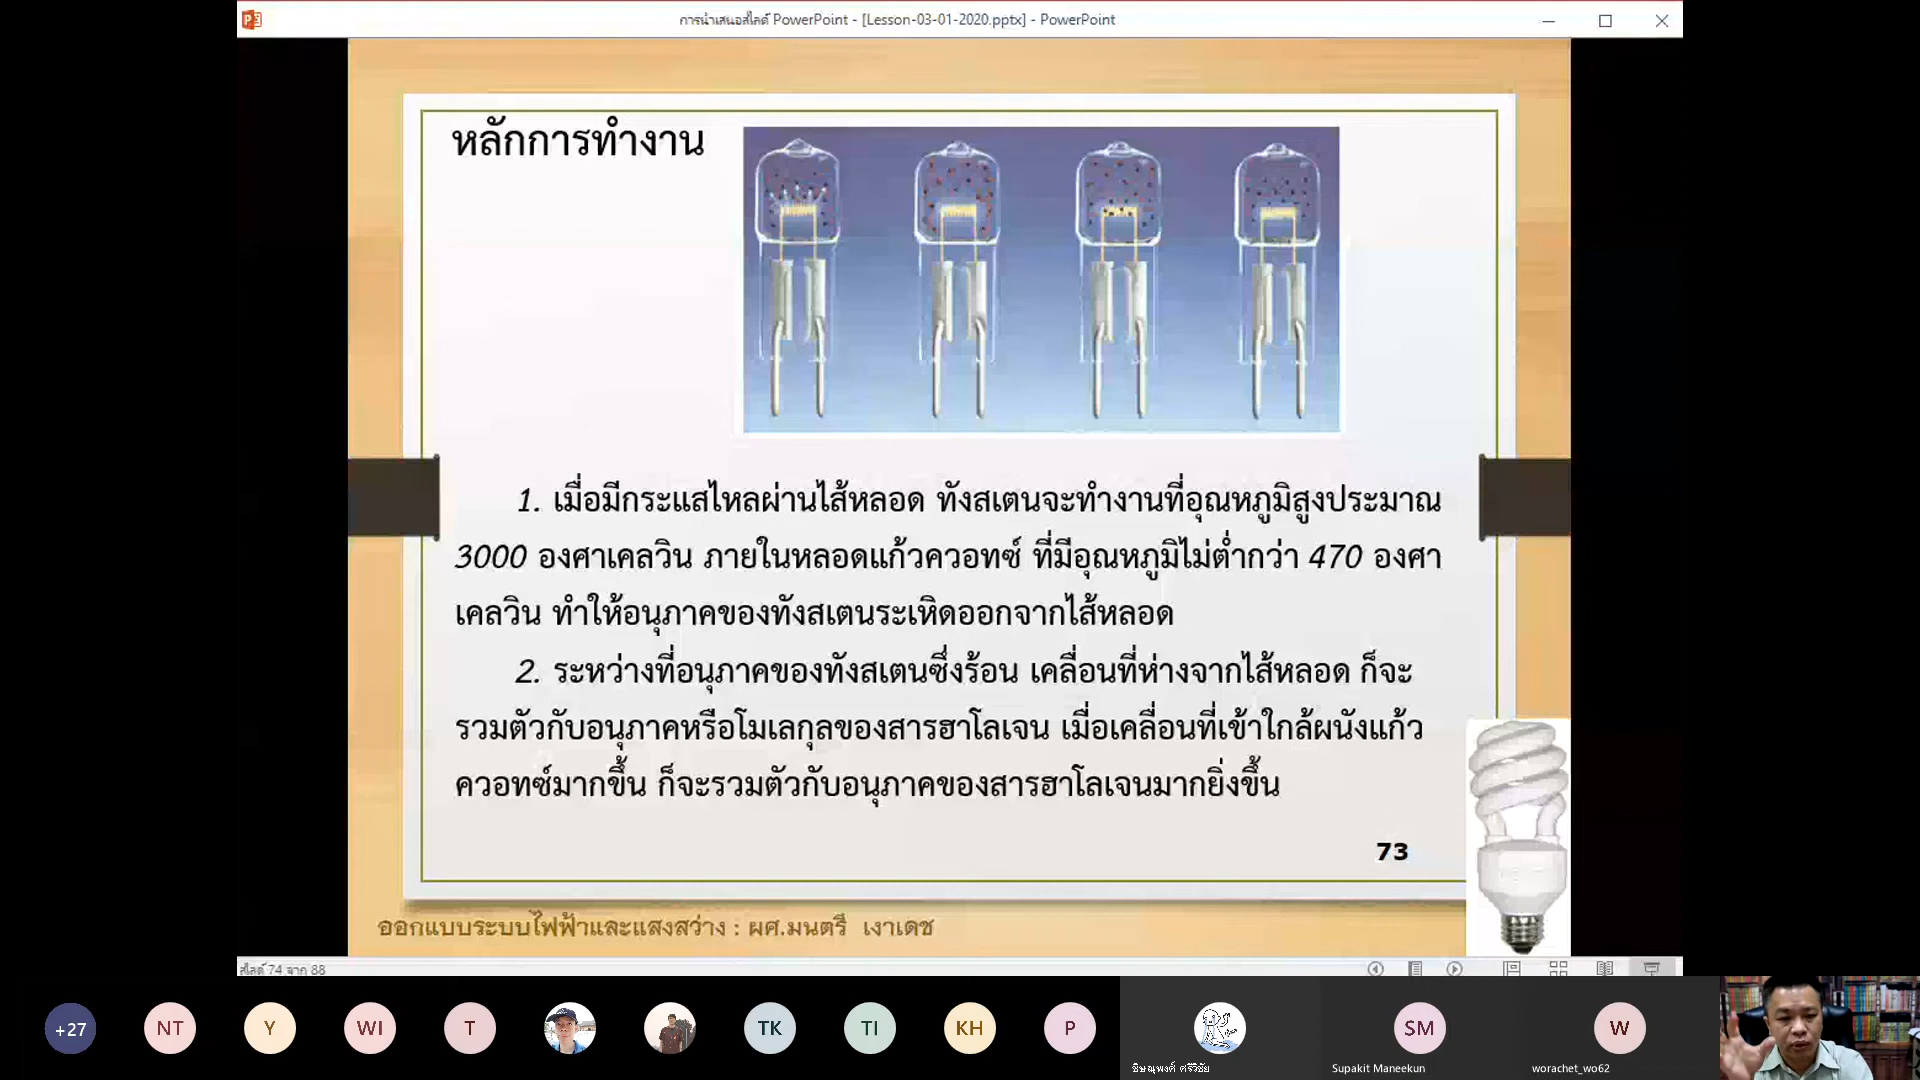 การนำเสนอสไลด์ PowerPoint - [Lesson-03-01-2020.pptx] - PowerPoint
หลักการทำงาน
1. เมื่อมีกระแสไหลผ่านไส้หลอด ทังสเตนจะทำงานที่อุณหภูมิสูงประมาณ
3000 องศาเคลวิน ภายในหลอดแก้วควอทซ์ ที่มีอุณหภูมิไม่ต่ำกว่า 470 องศา
เคลวิน ทำให้อนุภาคของทังสเตนระเหิดออกจากไส้หลอด
2. ระหว่างที่อนุภาคของทังสเตนซึ่งร้อน เคลื่อนที่ห่างจากไส้หลอด ก็จะ
รวมตัวกับอนุภาคหรือโมเลกุลของสารฮาโลเจน เมื่อเคลื่อนที่เข้าใกล้ผนังแก้ว
ควอทซ์มากขึ้น ก็จะรวมตัวกับอนุภาคของสารฮาโลเจนมากยิ่งขึ้น
73
ออกแบบระบบไฟฟ้าและแสงสว่าง : ผศ.มนตรี เงาเดช
สไลด์ 74 จาก 88
+27 NT Y WI T TK TI KH P SM W
Supakit Maneekun worachet_wo62